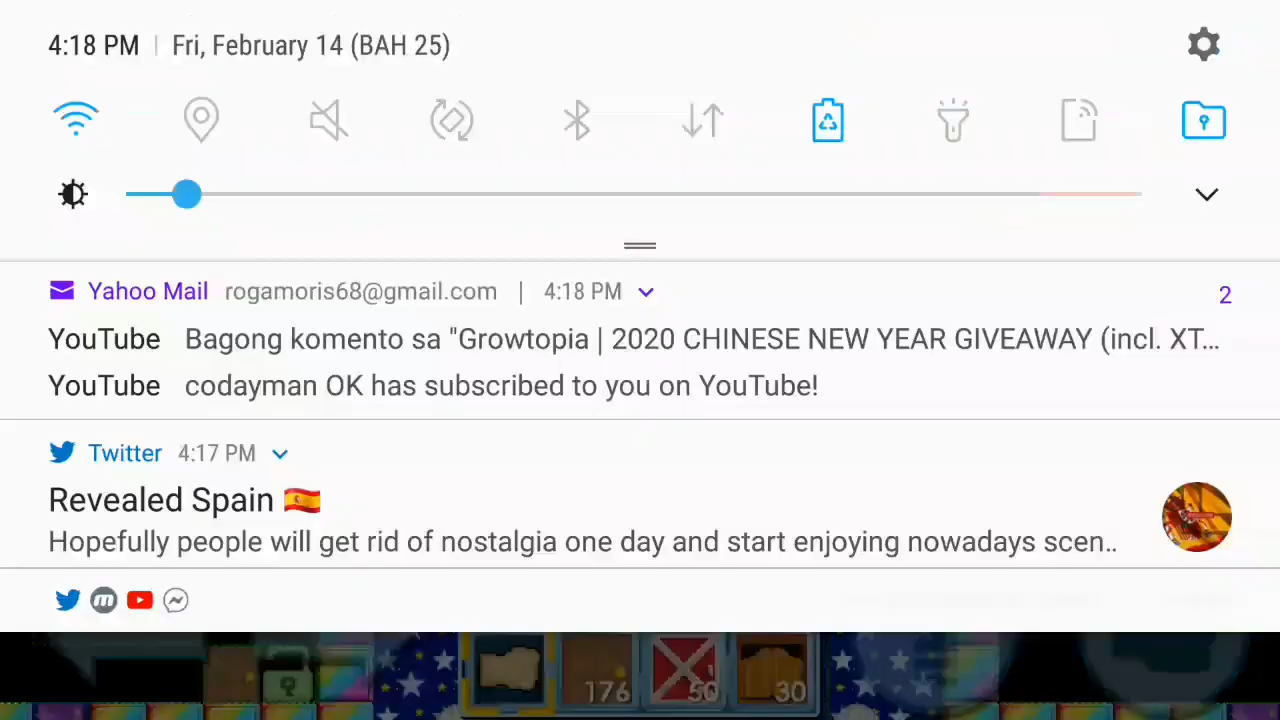 4:18 PM | Fri, February 14 (BAH 25)
Yahoo Mail rogamoris68@gmail.com | 4:18 PM 2
YouTube Bagong komento sa "Growtopia | 2020 CHINESE NEW YEAR GIVEAWAY (incl. XT...
YouTube codayman OK has subscribed to you on YouTube!
Twitter 4:17 PM
Revealed Spain 🇪🇸
Hopefully people will get rid of nostalgia one day and start enjoying nowadays scen..
176 50 30